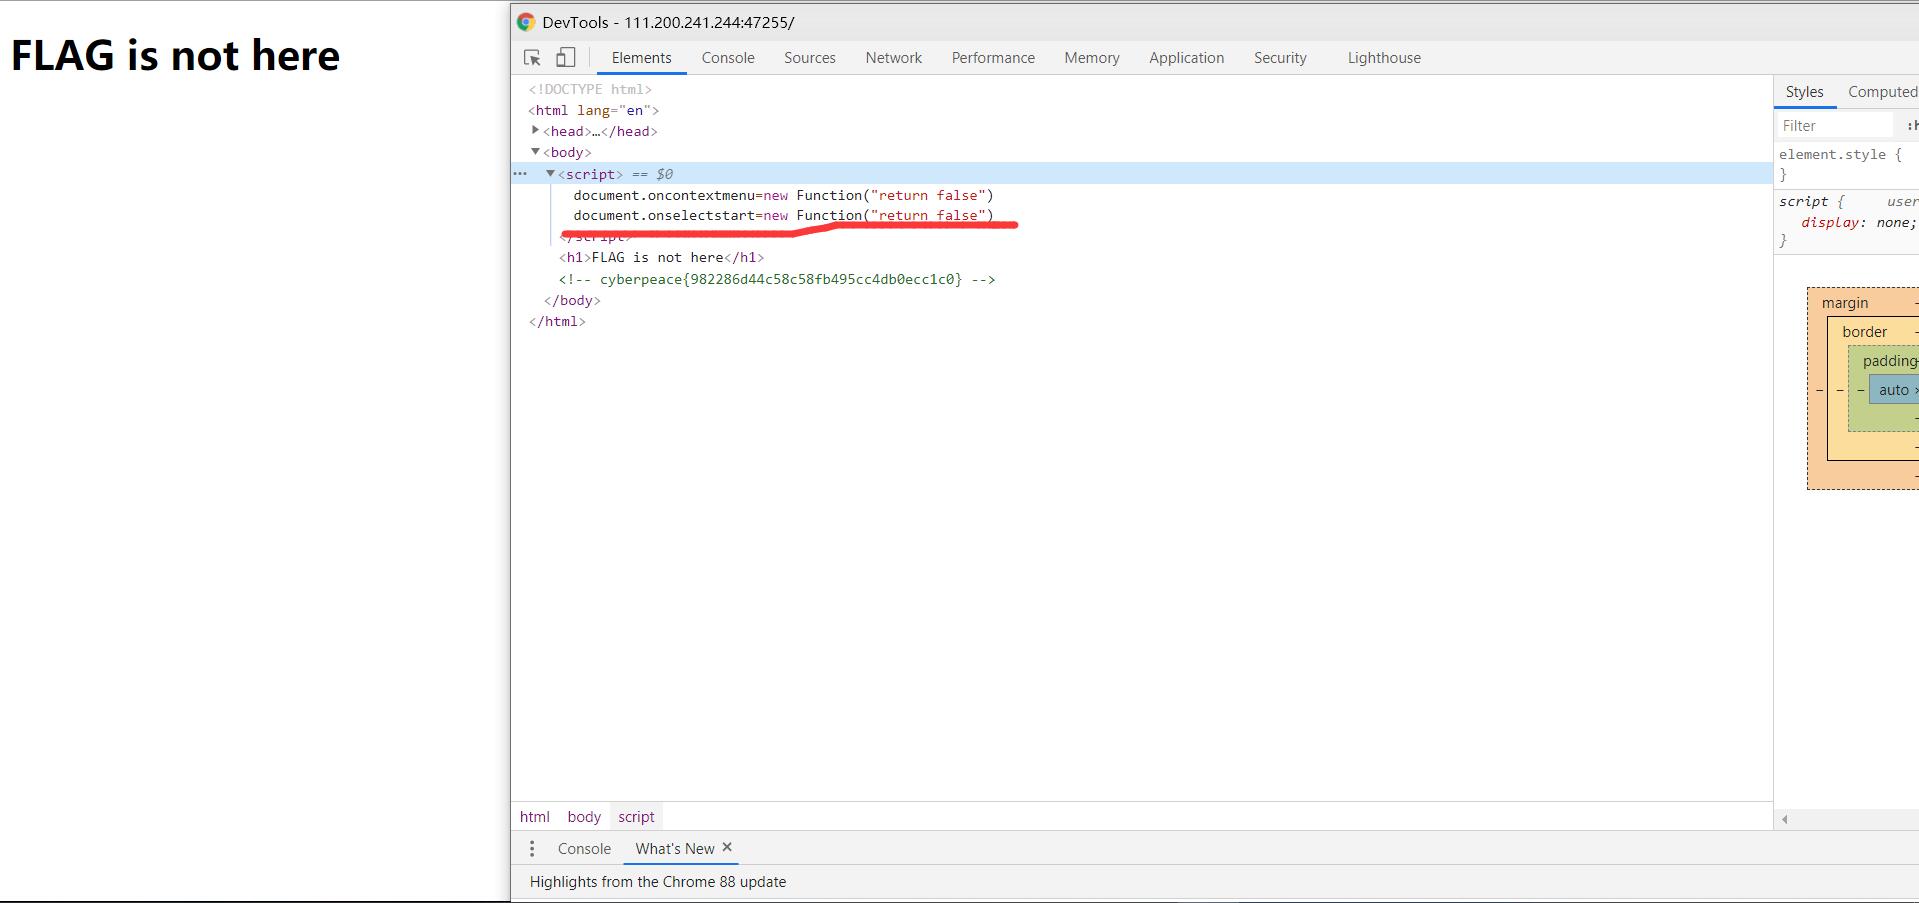 FLAG is not here
DevTools - 111.200.241.244:47255/
Elements Console Sources Network Performance Memory Application Security Lighthouse
<!DOCTYPE html>
<html lang="en">
<head>…</head>
<body>
<script> == $0
document.oncontextmenu=new Function("return false")
document.onselectstart=new Function("return false")
</script>
<h1>FLAG is not here</h1>
<!-- cyberpeace{982286d44c58c58fb495cc4db0ecc1c0} -->
</body>
</html>
Styles Computed
Filter :h
element.style {
}
script { user
display: none;
}
margin -
border -
padding-
- - - auto ×
-
-
-
html body script
Console What's New ×
Highlights from the Chrome 88 update